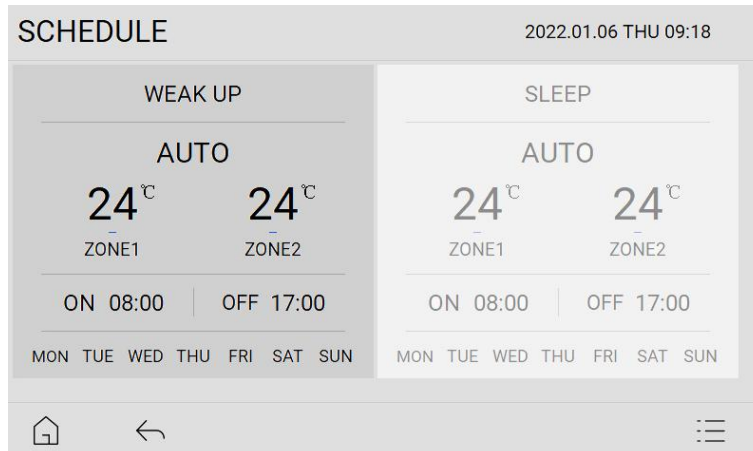 SCHEDULE
2022.01.06 THU 09:18
WEAK UP
AUTO
24℃ 24℃
ZONE1 ZONE2
ON 08:00 OFF 17:00
MON TUE WED THU FRI SAT SUN
SLEEP
AUTO
24℃ 24℃
ZONE1 ZONE2
ON 08:00 OFF 17:00
MON TUE WED THU FRI SAT SUN